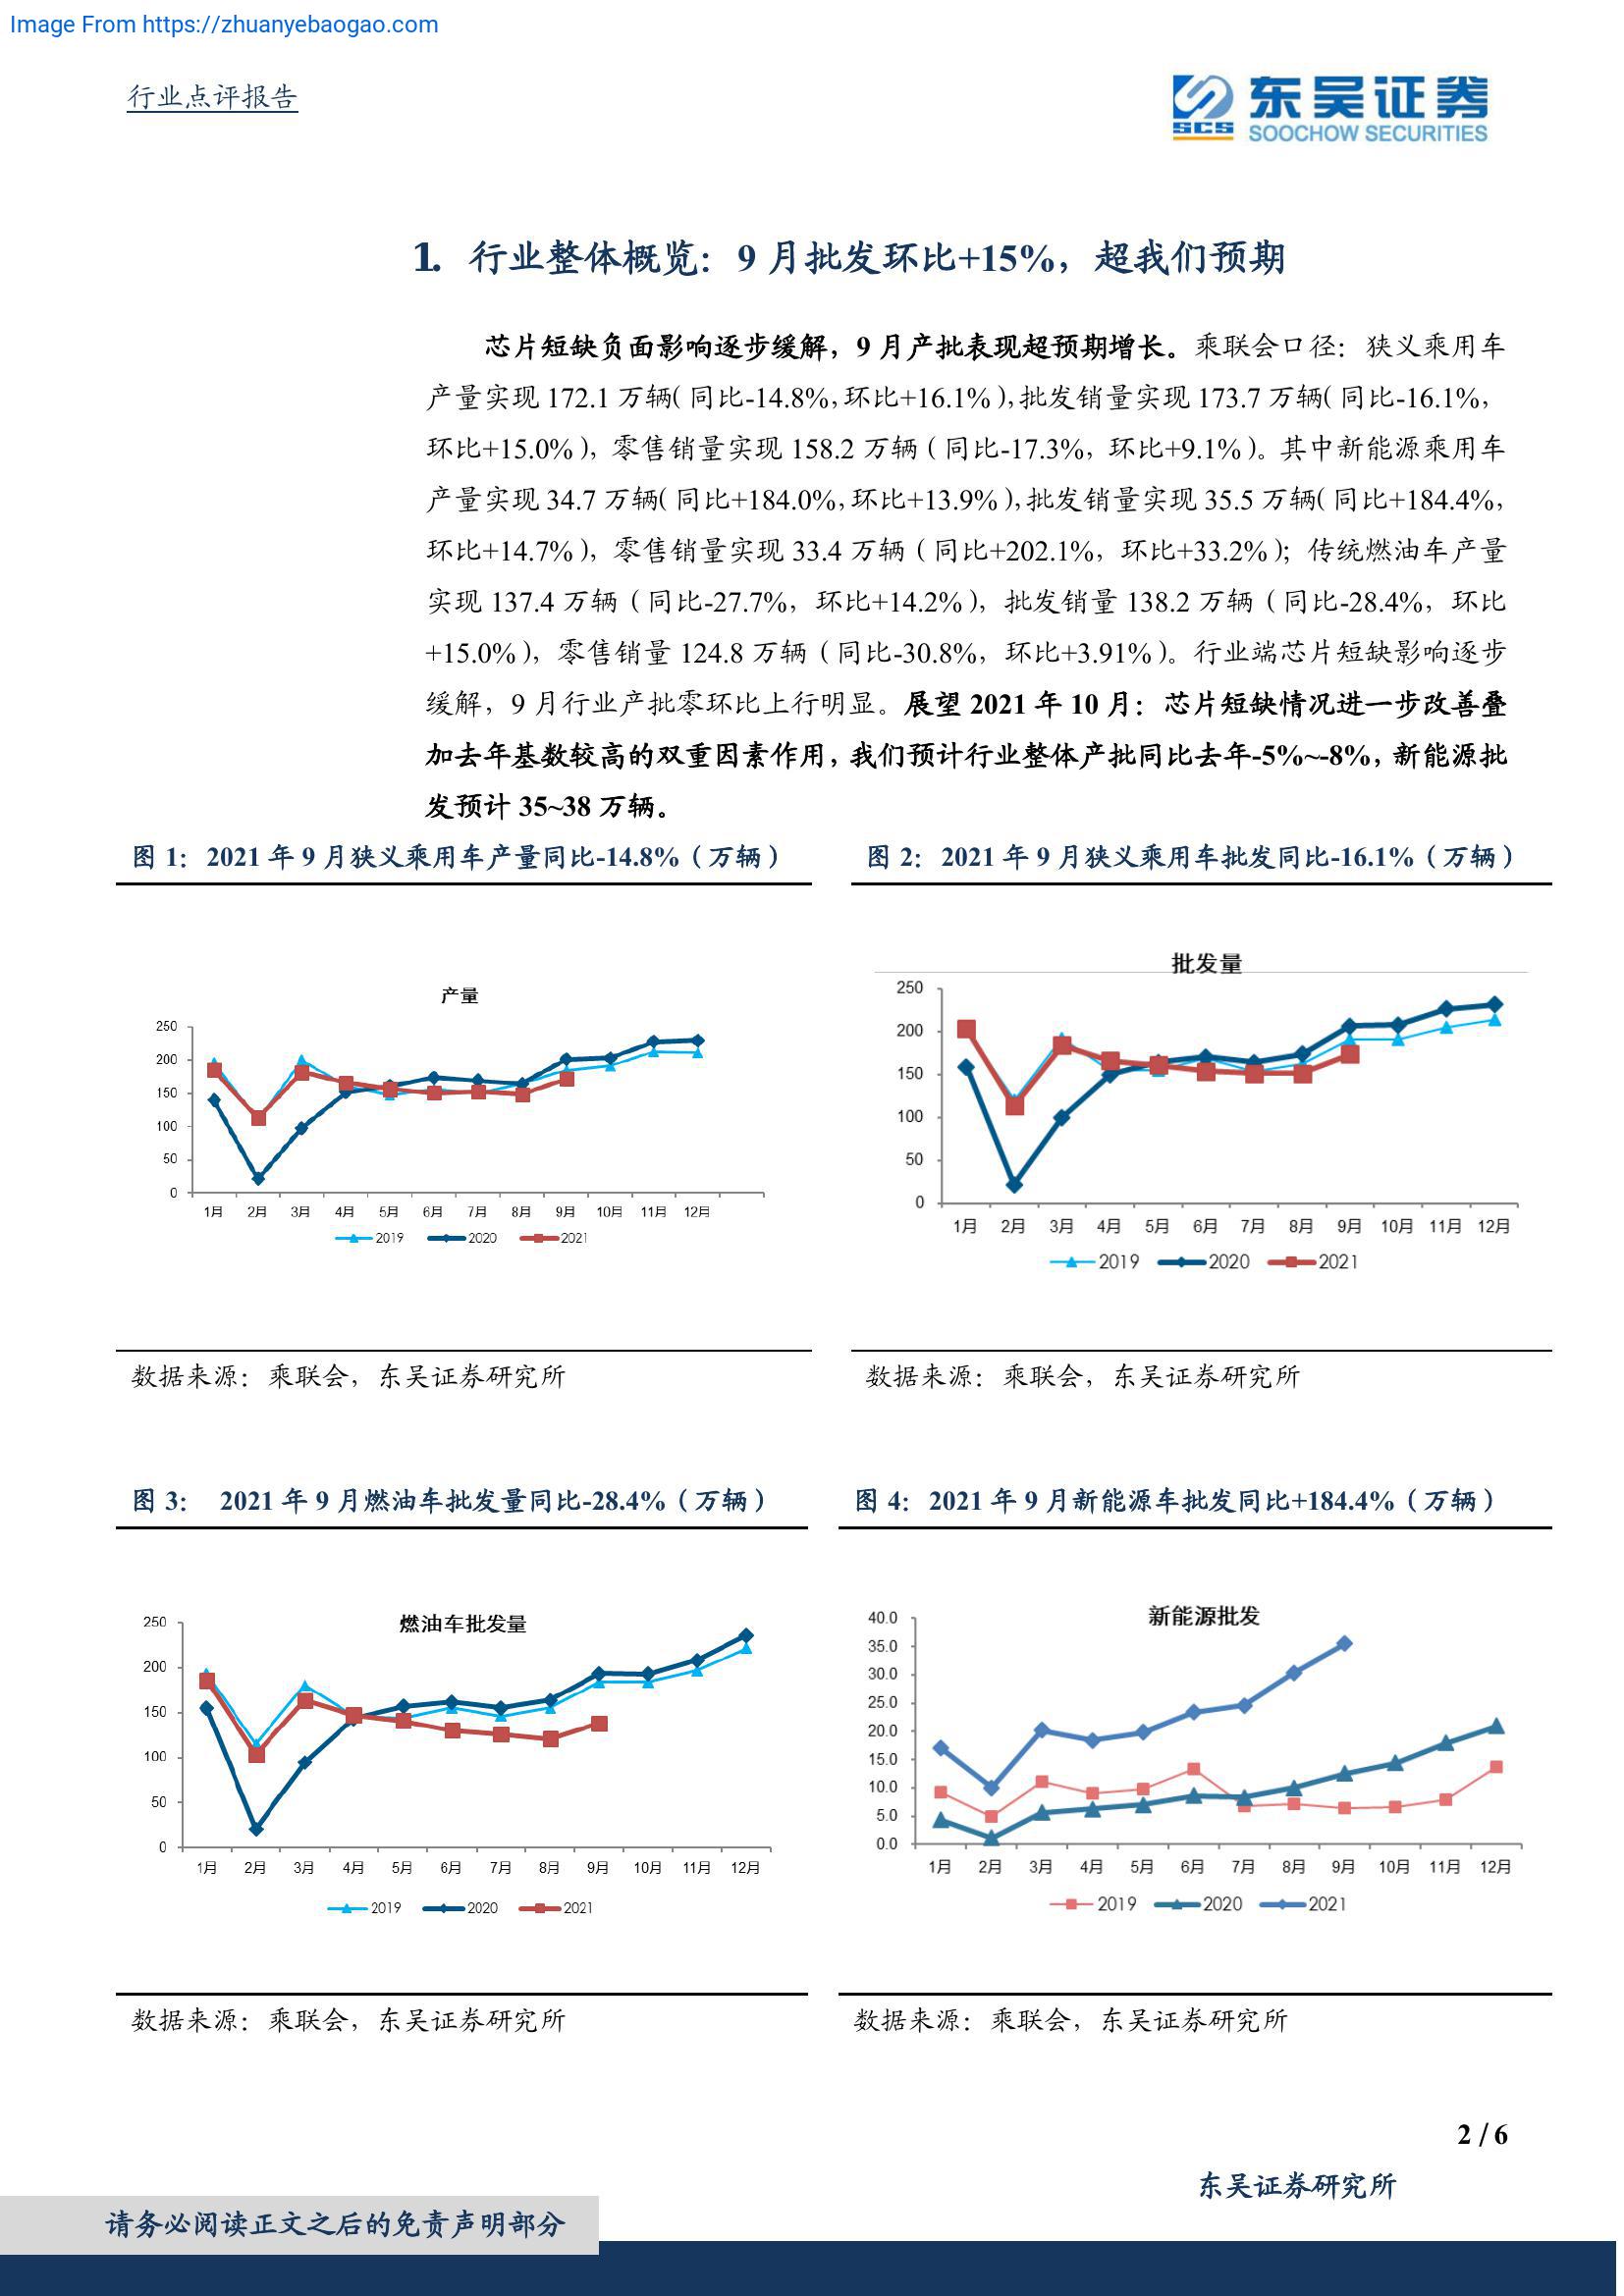 Image From https://zhuanyebaogao.com
行业点评报告
SCS
东吴证券
SOOCHOW SECURITIES
1. 行业整体概览：9 月批发环比+15%，超我们预期
芯片短缺负面影响逐步缓解，9 月产批表现超预期增长。乘联会口径：狭义乘用车
产量实现 172.1 万辆（同比-14.8%，环比+16.1%），批发销量实现 173.7 万辆（同比-16.1%，
环比+15.0%），零售销量实现 158.2 万辆（同比-17.3%，环比+9.1%）。其中新能源乘用车
产量实现 34.7 万辆（同比+184.0%，环比+13.9%），批发销量实现 35.5 万辆（同比+184.4%，
环比+14.7%），零售销量实现 33.4 万辆（同比+202.1%，环比+33.2%）；传统燃油车产量
实现 137.4 万辆（同比-27.7%，环比+14.2%），批发销量 138.2 万辆（同比-28.4%，环比
+15.0%），零售销量 124.8 万辆（同比-30.8%，环比+3.91%）。行业端芯片短缺影响逐步
缓解，9 月行业产批零环比上行明显。展望 2021 年 10 月：芯片短缺情况进一步改善叠
加去年基数较高的双重因素作用，我们预计行业整体产批同比去年-5%~-8%，新能源批
发预计 35~38 万辆。
图 1：2021 年 9 月狭义乘用车产量同比-14.8%（万辆）
产量
250
200
150
100
50
0
1月 2月 3月 4月 5月 6月 7月 8月 9月 10月 11月 12月
2019 2020 2021
数据来源：乘联会，东吴证券研究所
图 2：2021 年 9 月狭义乘用车批发同比-16.1%（万辆）
批发量
250
200
150
100
50
0
1月 2月 3月 4月 5月 6月 7月 8月 9月 10月 11月 12月
2019 2020 2021
数据来源：乘联会，东吴证券研究所
图 3： 2021 年 9 月燃油车批发量同比-28.4%（万辆）
燃油车批发量
250
200
150
100
50
0
1月 2月 3月 4月 5月 6月 7月 8月 9月 10月 11月 12月
2019 2020 2021
数据来源：乘联会，东吴证券研究所
图 4：2021 年 9 月新能源车批发同比+184.4%（万辆）
新能源批发
40.0
35.0
30.0
25.0
20.0
15.0
10.0
5.0
0.0
1月 2月 3月 4月 5月 6月 7月 8月 9月 10月 11月 12月
2019 2020 2021
数据来源：乘联会，东吴证券研究所
2 / 6
东吴证券研究所
请务必阅读正文之后的免责声明部分